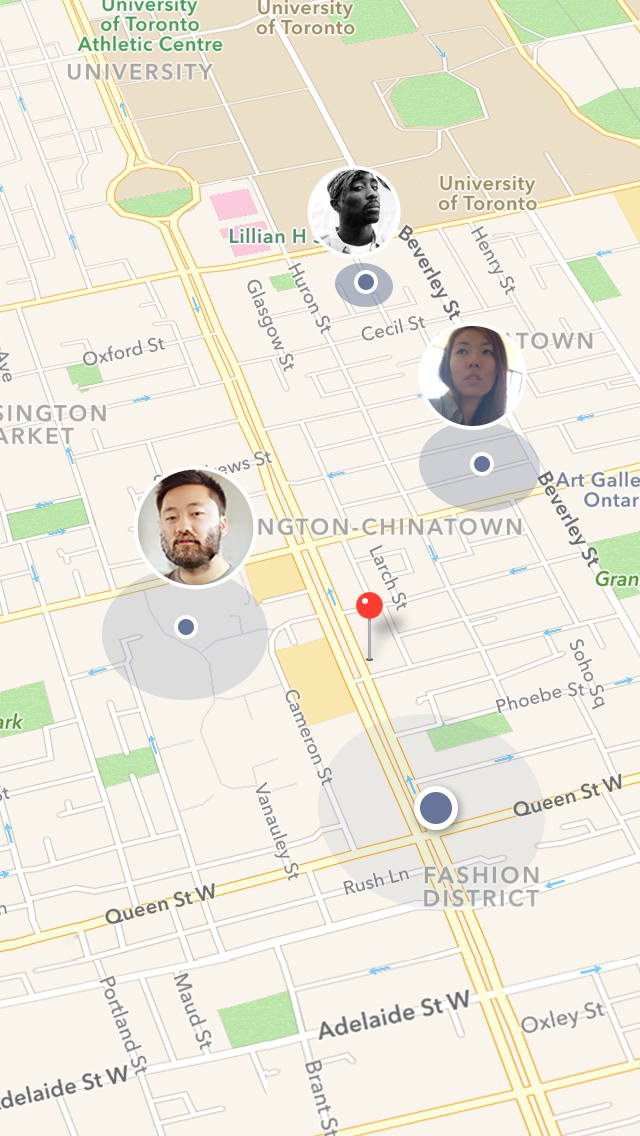 University
of Toronto
Athletic Centre
University
of Toronto
UNIVERSITY
University
of Toronto
Lillian H
Beverley St
Henry St
Huron St
Glasgow St
Cecil St
Oxford St
Ave
TOWN
SINGTON
ARKET
ews St
Art Galle
Ontar
Beverley St
NGTON-CHINATOWN
Larch St
Gran
Soho Sq
Phoebe St
Cameron St
ark
Vanauley St
Queen St W
FASHION
DISTRICT
Rush Ln
Queen St W
Portland St
Maud St
Adelaide St W
Oxley St
Brant St
delaide St W